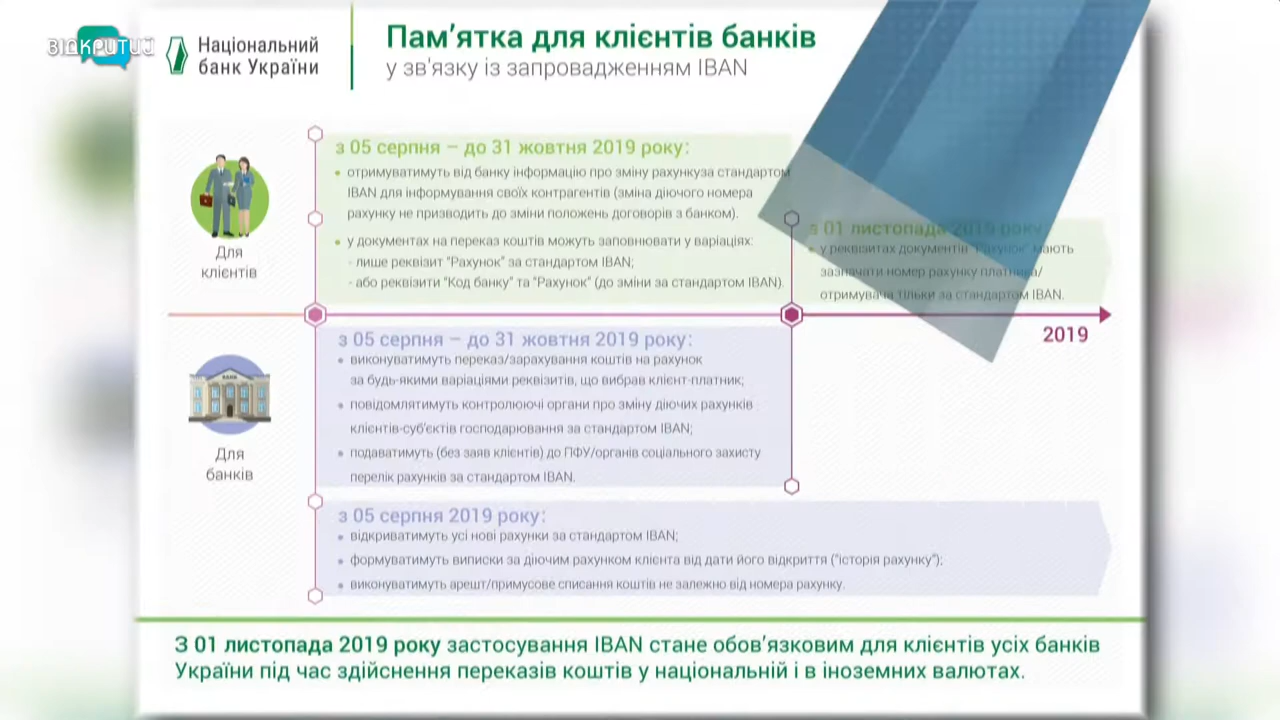 ВІДКРИТИЙ
Національний
банк України
Пам’ятка для клієнтів банків
у зв'язку із запровадженням IBAN
Для
клієнтів
з 05 серпня – до 31 жовтня 2019 року:
• отримуватимуть від банку інформацію про зміну рахункуза стандартом
IBAN для інформування своїх контрагентів (зміна діючого номера
рахунку не призводить до зміни положень договорів з банком).
• у документах на переказ коштів можуть заповнювати у варіаціях:
- лише реквізит "Рахунок" за стандартом IBAN;
- або реквізити "Код банку" та "Рахунок" (до зміни за стандартом IBAN).
з 01 листопада 2019 року
• у реквізитах документів "Рахунок" мають
зазначати номер рахунку платника/
отримувача тільки за стандартом IBAN.
2019
Для
банків
з 05 серпня – до 31 жовтня 2019 року:
• виконуватимуть переказ/зарахування коштів на рахунок
за будь-якими варіаціями реквізитів, що вибрав клієнт-платник;
• повідомлятимуть контролюючі органи про зміну діючих рахунків
клієнтів-суб'єктів господарювання за стандартом IBAN;
• подаватимуть (без заяв клієнтів) до ПФУ/органів соціального захисту
перелік рахунків за стандартом IBAN.
з 05 серпня 2019 року:
• відкриватимуть усі нові рахунки за стандартом IBAN;
• формуватимуть виписки за діючим рахунком клієнта від дати його відкриття ("історія рахунку");
• виконуватимуть арешт/примусове списання коштів не залежно від номера рахунку.
З 01 листопада 2019 року застосування IBAN стане обов’язковим для клієнтів усіх банків
України під час здійснення переказів коштів у національній і в іноземних валютах.